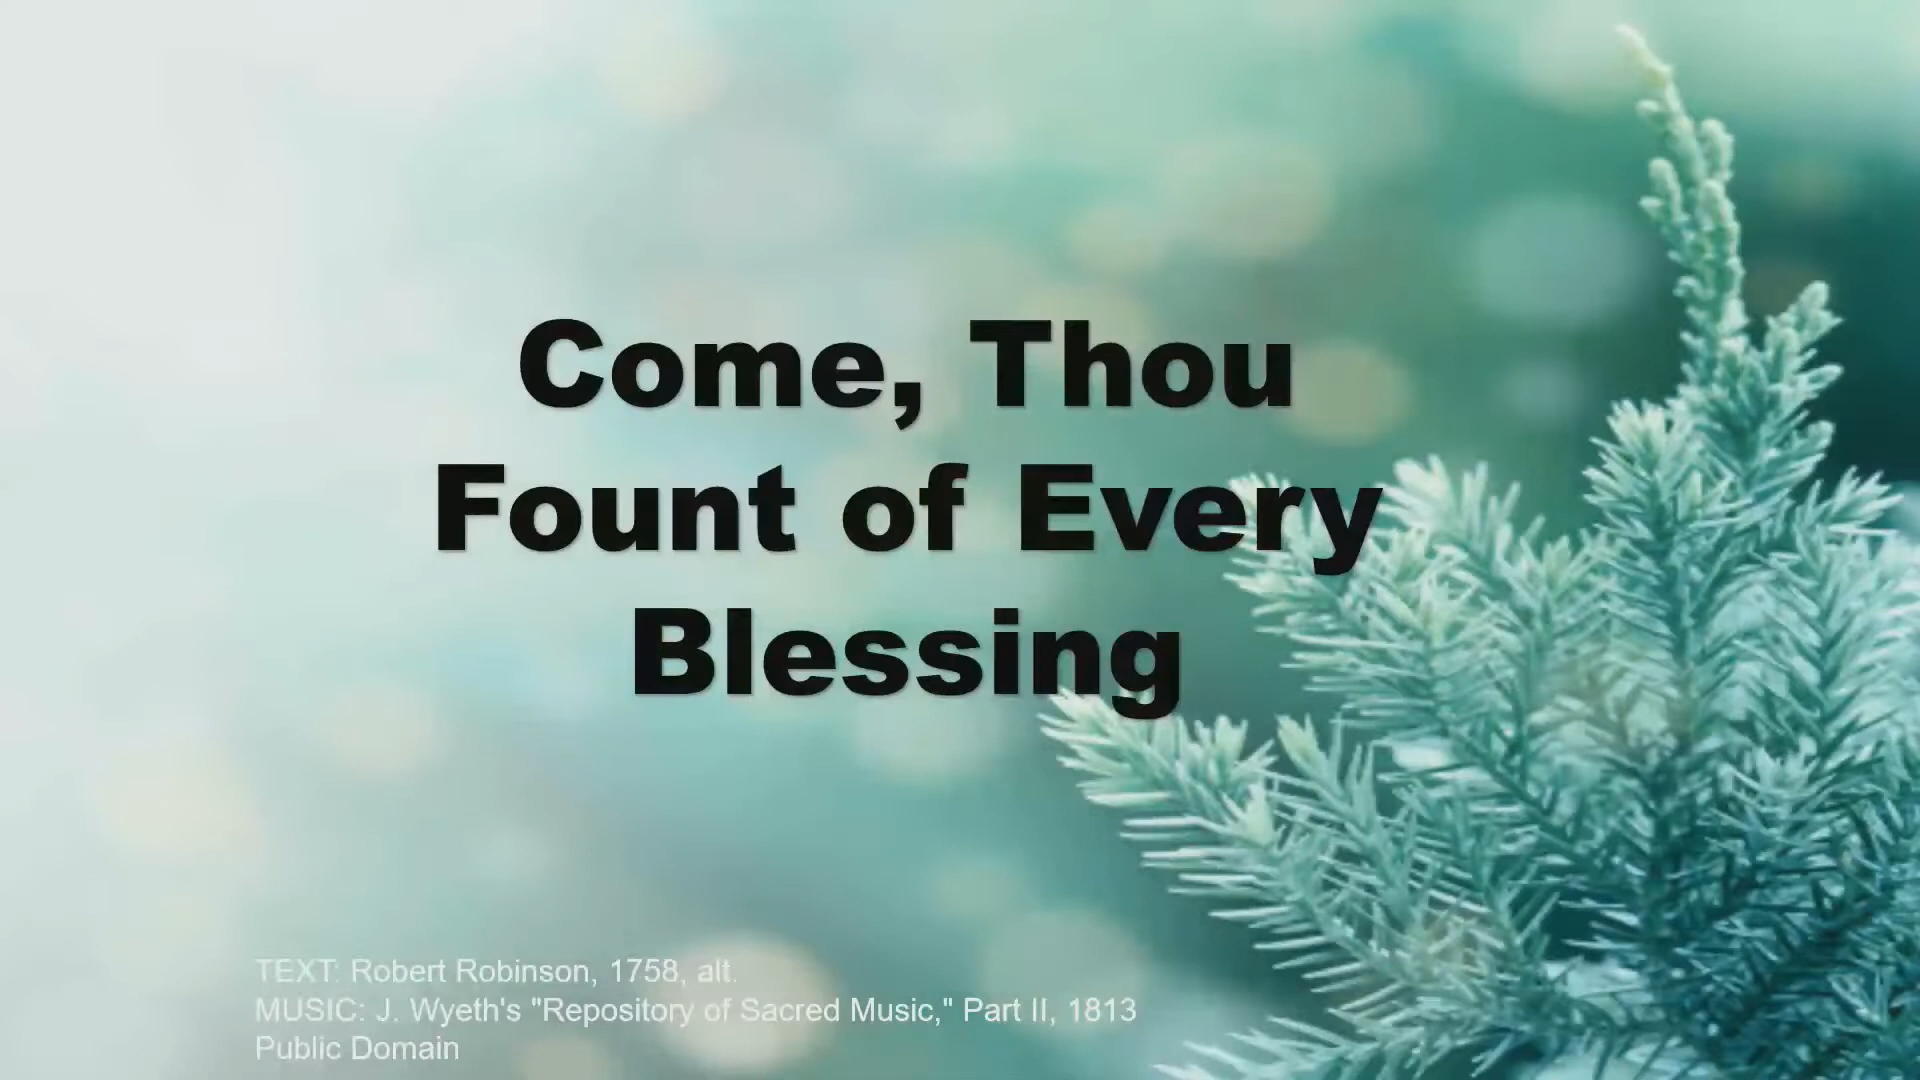 Come, Thou
Fount of Every
Blessing
TEXT: Robert Robinson, 1758, alt.
MUSIC: J. Wyeth's "Repository of Sacred Music," Part II, 1813
Public Domain